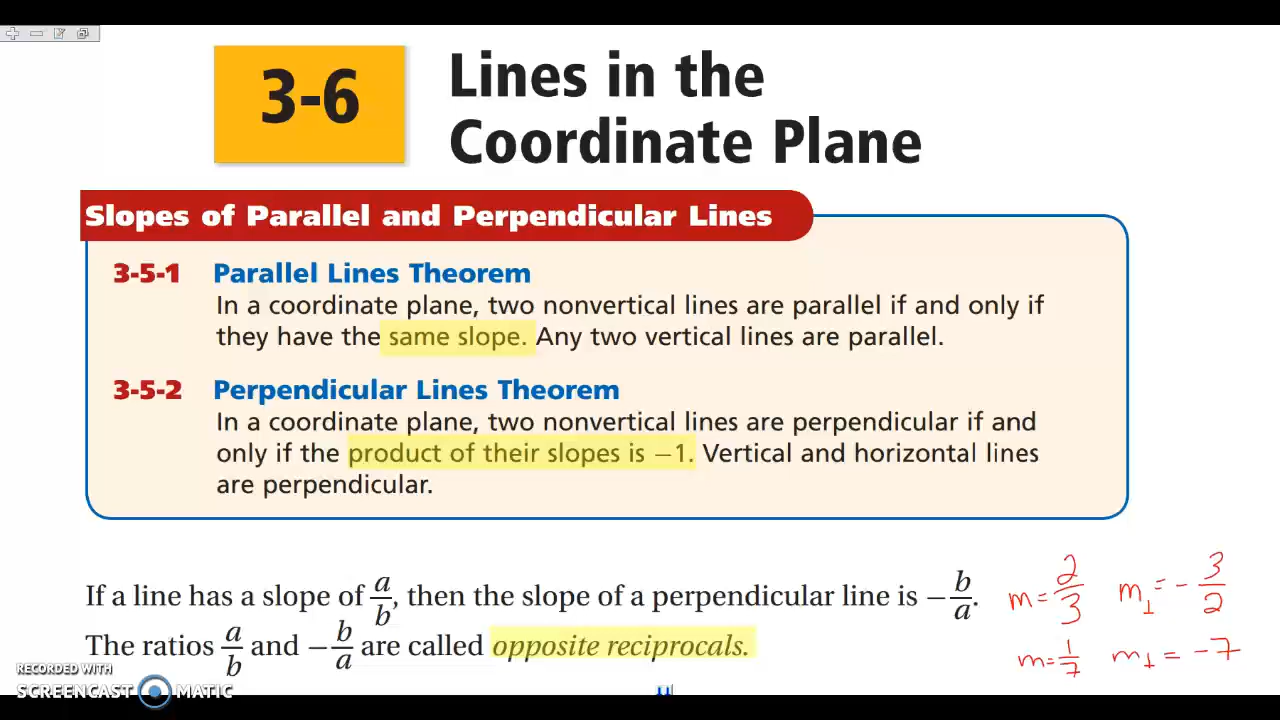 3-6
Lines in the
Coordinate Plane
Slopes of Parallel and Perpendicular Lines
3-5-1 Parallel Lines Theorem
In a coordinate plane, two nonvertical lines are parallel if and only if
they have the same slope. Any two vertical lines are parallel.
3-5-2 Perpendicular Lines Theorem
In a coordinate plane, two nonvertical lines are perpendicular if and
only if the product of their slopes is −1. Vertical and horizontal lines
are perpendicular.
If a line has a slope of a/b, then the slope of a perpendicular line is −b/a.
The ratios a/b and −b/a are called opposite reciprocals.
m = 2/3 m⊥ = -3/2
m = 1/7 m⊥ = -7
RECORDED WITH
SCREENCAST MATIC